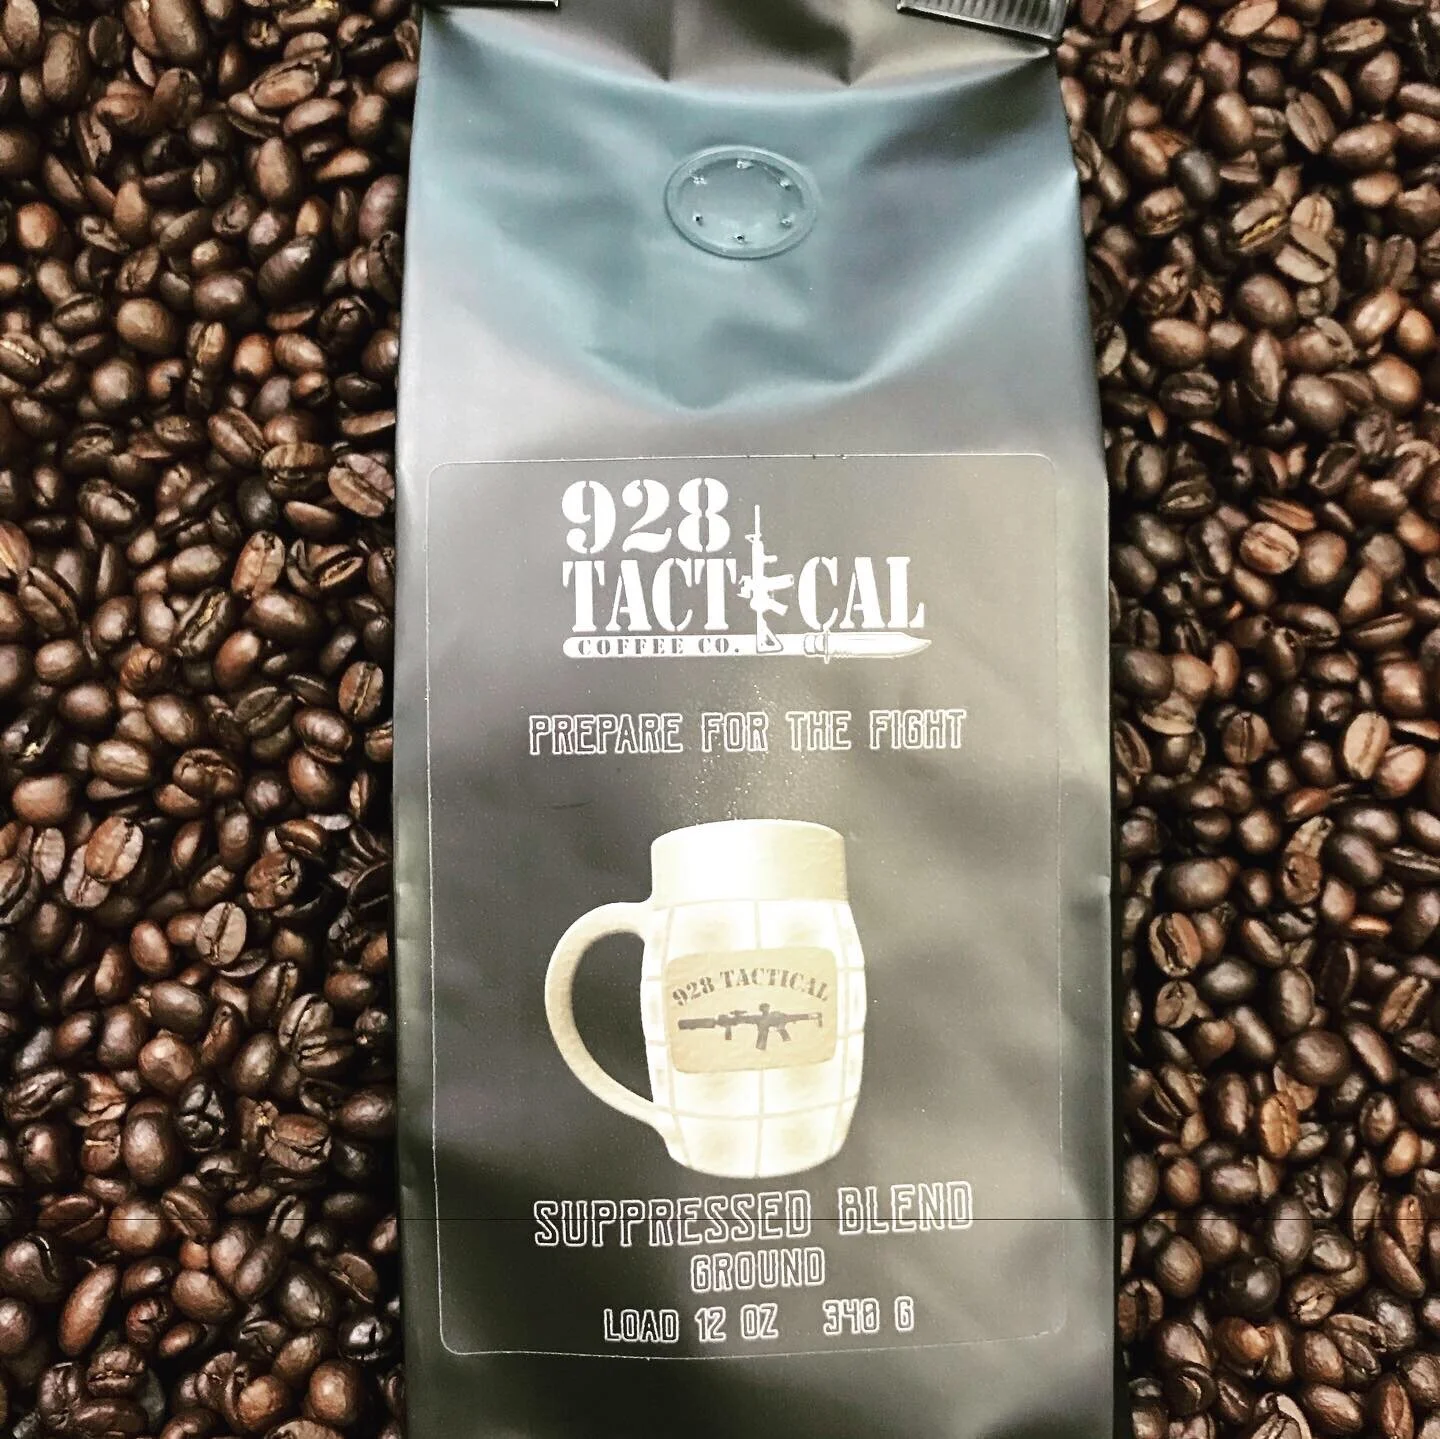 928
TACTICAL
COFFEE CO.
PREPARE FOR THE FIGHT
928 TACTICAL
SUPPRESSED BLEND
GROUND
LOAD 12 OZ 340 G